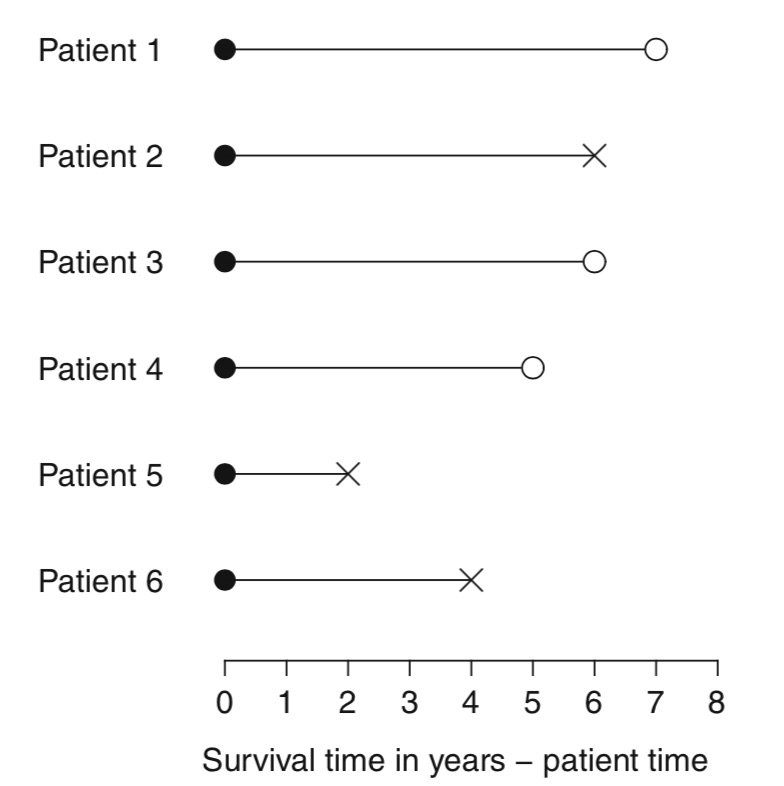 Patient 1
Patient 2
Patient 3
Patient 4
Patient 5
Patient 6
0 1 2 3 4 5 6 7 8
Survival time in years – patient time